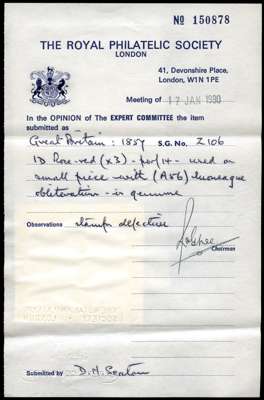 № 150878
THE ROYAL PHILATELIC SOCIETY
LONDON
41, Devonshire Place,
London, W1N 1PE
Meeting of 17 JAN 1980
In the OPINION of The EXPERT COMMITTEE the item
submitted as
Great Britain: 1857 S.G. No. Z106
1D Rose-red (x3) - perf 14 - used on
small piece with (A56) Monague
obliteration - is genuine
Observations stamps defective
Chairman
Submitted by D.H. Seaton